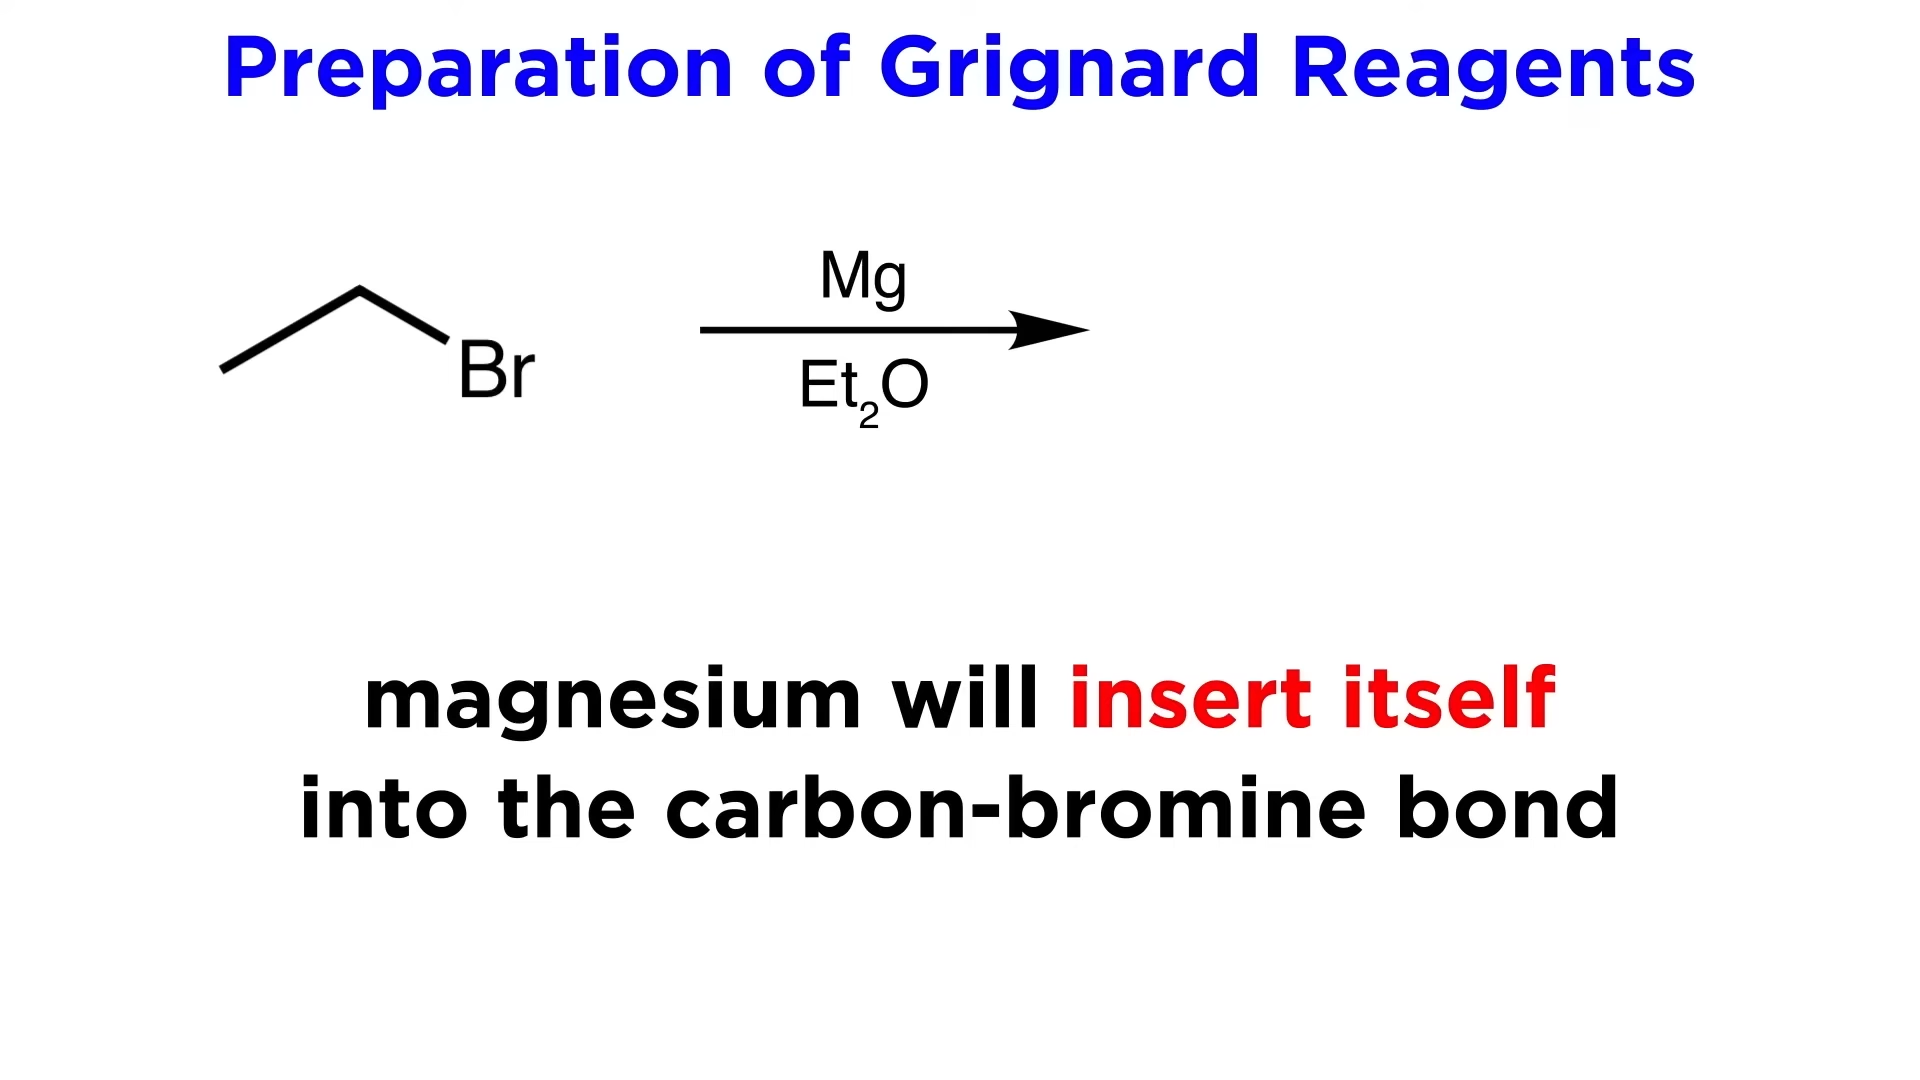 Preparation of Grignard Reagents
Mg
Br
Et₂O
magnesium will insert itself
into the carbon-bromine bond